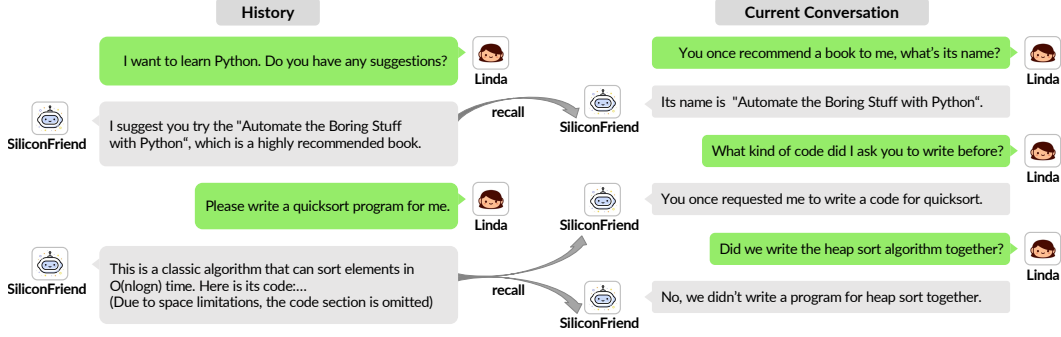 History
I want to learn Python. Do you have any suggestions?
Linda
SiliconFriend
I suggest you try the "Automate the Boring Stuff
with Python“, which is a highly recommended book.
recall
Please write a quicksort program for me.
Linda
SiliconFriend
This is a classic algorithm that can sort elements in
O(nlogn) time. Here is its code:...
(Due to space limitations, the code section is omitted)
recall
Current Conversation
You once recommend a book to me, what's its name?
Linda
SiliconFriend
Its name is "Automate the Boring Stuff with Python“.
What kind of code did I ask you to write before?
Linda
SiliconFriend
You once requested me to write a code for quicksort.
Did we write the heap sort algorithm together?
Linda
SiliconFriend
No, we didn't write a program for heap sort together.